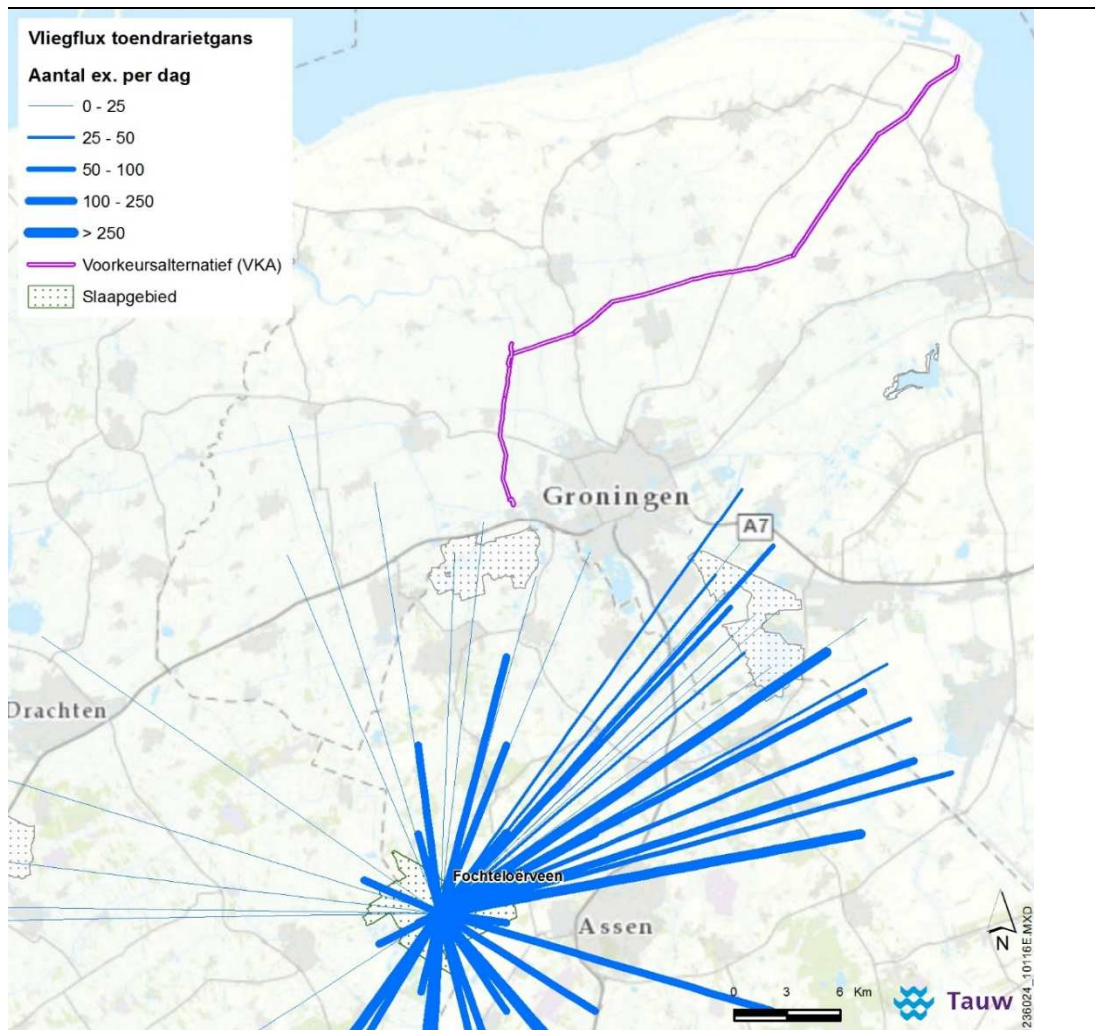 Vliegflux toendrarietgans
Aantal ex. per dag
0 - 25
25 - 50
50 - 100
100 - 250
> 250
Voorkeursalternatief (VKA)
Slaapgebied
Groningen
A7
Drachten
Fochteloërveen
Assen
N
0 3 6 Km
Tauw
236024_10116E.MXD